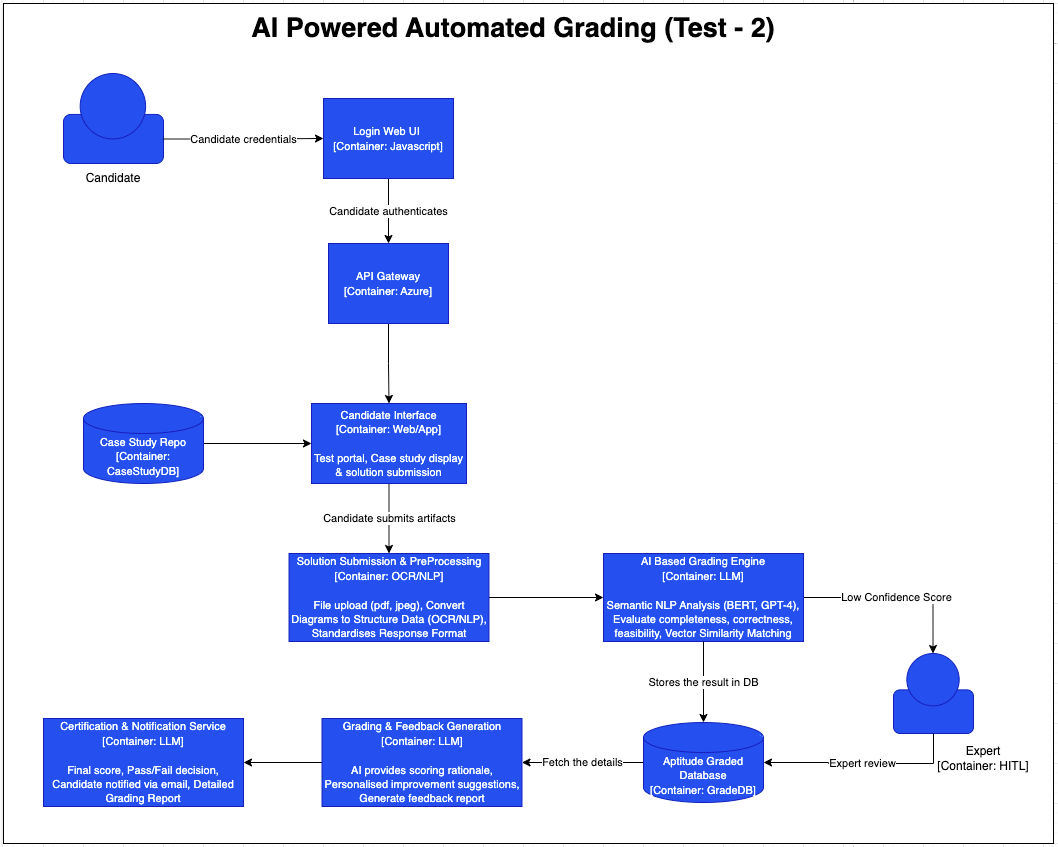 AI Powered Automated Grading (Test - 2)
Candidate
Candidate credentials
Login Web UI
[Container: Javascript]
Candidate authenticates
API Gateway
[Container: Azure]
Case Study Repo
[Container:
CaseStudyDB]
Candidate Interface
[Container: Web/App]
Test portal, Case study display
& solution submission
Candidate submits artifacts
Solution Submission & PreProcessing
[Container: OCR/NLP]
File upload (pdf, jpeg), Convert
Diagrams to Structure Data (OCR/NLP),
Standardises Response Format
AI Based Grading Engine
[Container: LLM]
Semantic NLP Analysis (BERT, GPT-4),
Evaluate completeness, correctness,
feasibility, Vector Similarity Matching
Low Confidence Score
Stores the result in DB
Expert
[Container: HITL]
Expert review
Aptitude Graded
Database
[Container: GradeDB]
Fetch the details
Grading & Feedback Generation
[Container: LLM]
AI provides scoring rationale,
Personalised improvement suggestions,
Generate feedback report
Certification & Notification Service
[Container: LLM]
Final score, Pass/Fail decision,
Candidate notified via email, Detailed
Grading Report